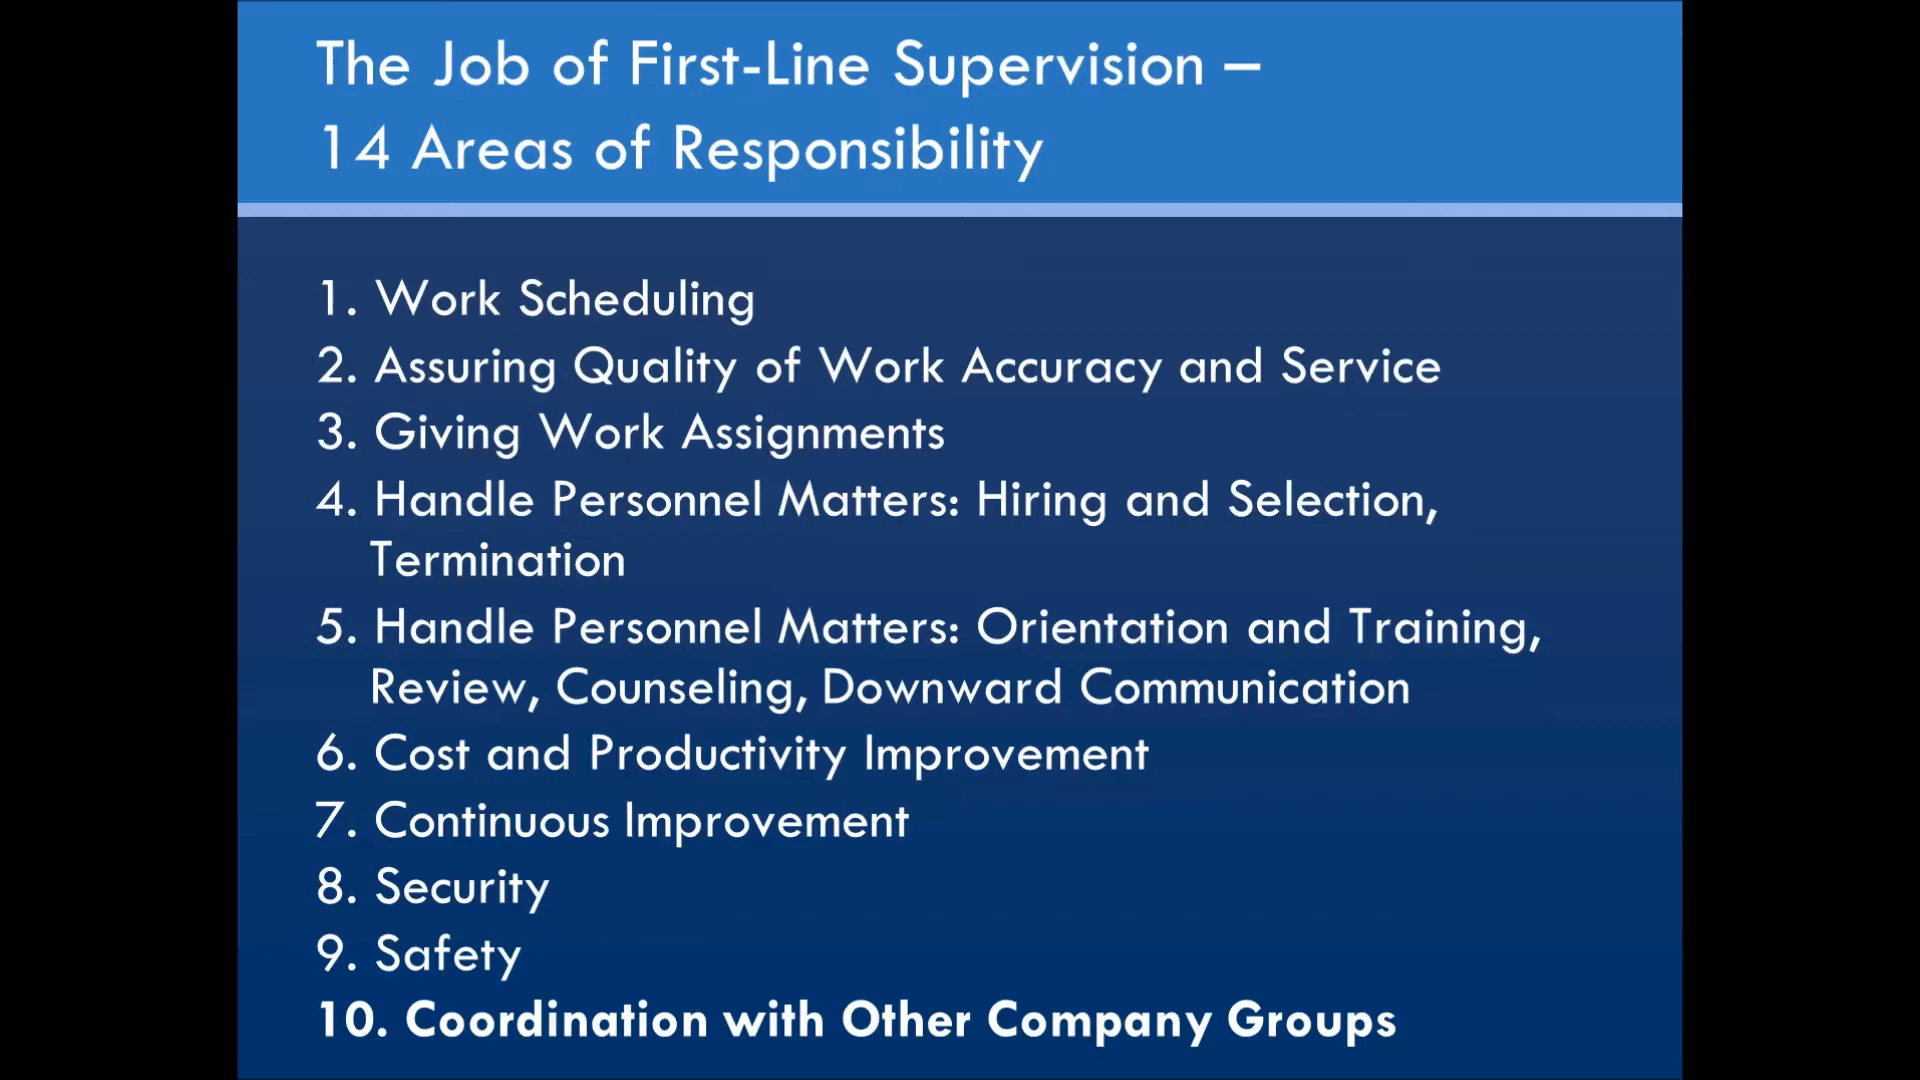 The Job of First-Line Supervision –
14 Areas of Responsibility
1. Work Scheduling
2. Assuring Quality of Work Accuracy and Service
3. Giving Work Assignments
4. Handle Personnel Matters: Hiring and Selection,
Termination
5. Handle Personnel Matters: Orientation and Training,
Review, Counseling, Downward Communication
6. Cost and Productivity Improvement
7. Continuous Improvement
8. Security
9. Safety
10. Coordination with Other Company Groups